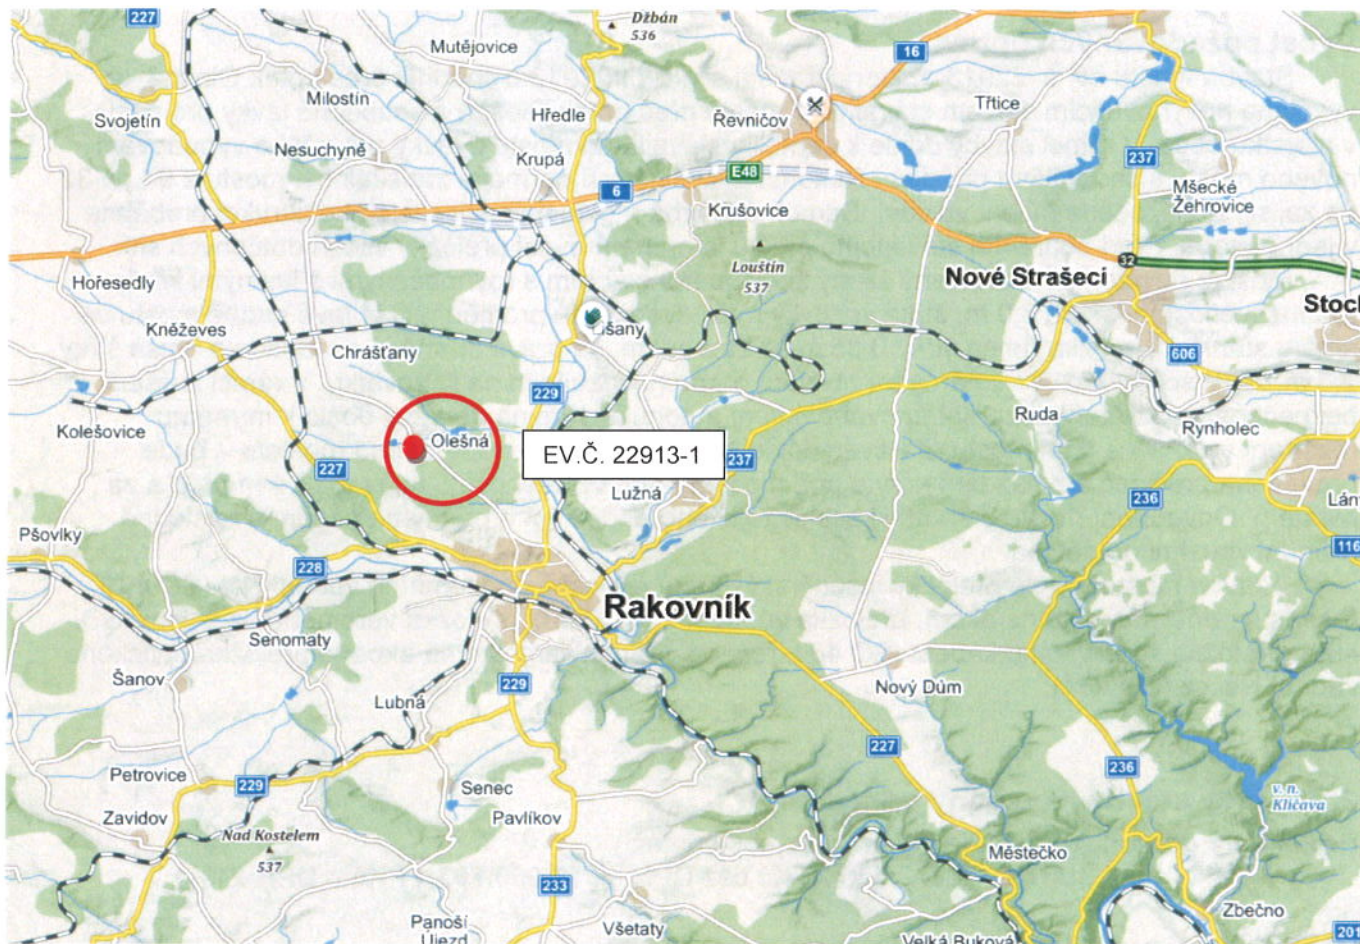 227
Džbán
536
Mutějovice
16
Milostín
Třtice
Svojetín
Hředle
Řevničov
Nesuchyně
Krupá
237
E48
6
Mšecké
Žehrovice
Krušovice
Louštín
537
32
Nové Strašecí
Hořesedly
Stoch
Kněževes
Lišany
Chrášťany
606
229
Kolešovice
Ruda
Rynholec
Olešná
EV.Č. 22913-1
237
227
Lužná
236
Lán
Pšovlky
116
228
Rakovník
Senomaty
Šanov
229
Nový Dům
Lubná
227
Petrovice
229
Senec
236
v. n.
Klíčava
Zavidov
Pavlíkov
Nad Kostelem
537
Městečko
233
Zbečno
Panoší
Újezd
Všetaty
Velká Buková
201